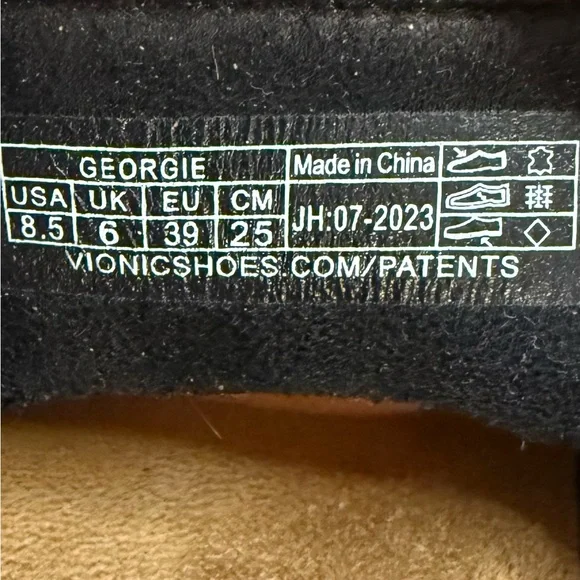 GEORGIE
Made in China
USA UK EU CM
8.5 6 39 25
JH:07-2023
VIONICSHOES.COM/PATENTS